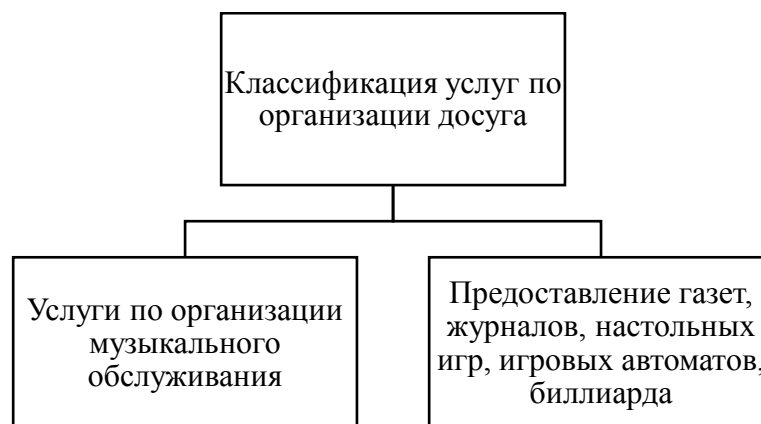 Классификация услуг по
организации досуга
Услуги по организации
музыкального
обслуживания
Предоставление газет,
журналов, настольных
игр, игровых автоматов,
биллиарда